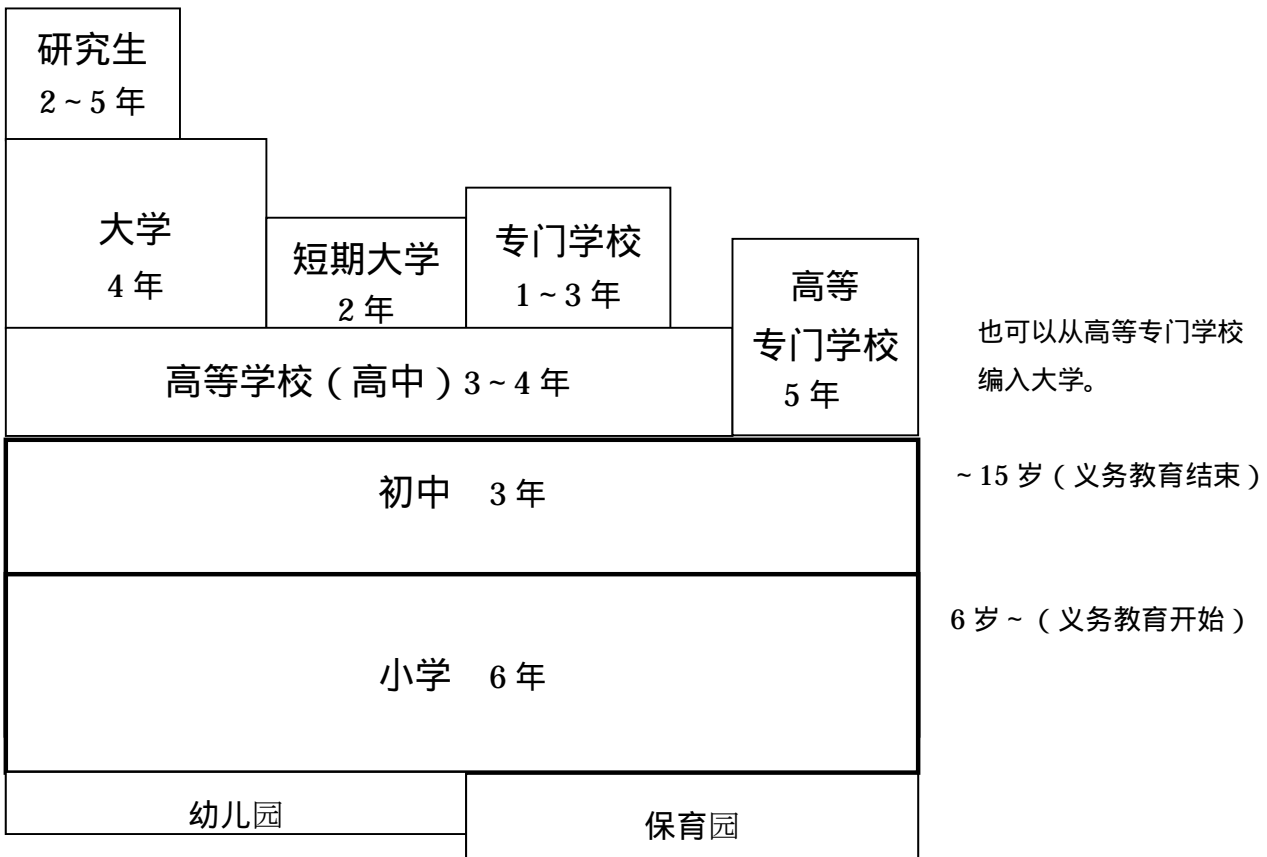 研究生
2~5 年
大学
4 年
短期大学
2 年
专门学校
1~3 年
高等
专门学校
5 年
高等学校（高中）3~4 年
也可以从高等专门学校
编入大学。
初中 3 年
~15 岁（义务教育结束）
小学 6 年
6 岁~（义务教育开始）
幼儿园
保育园